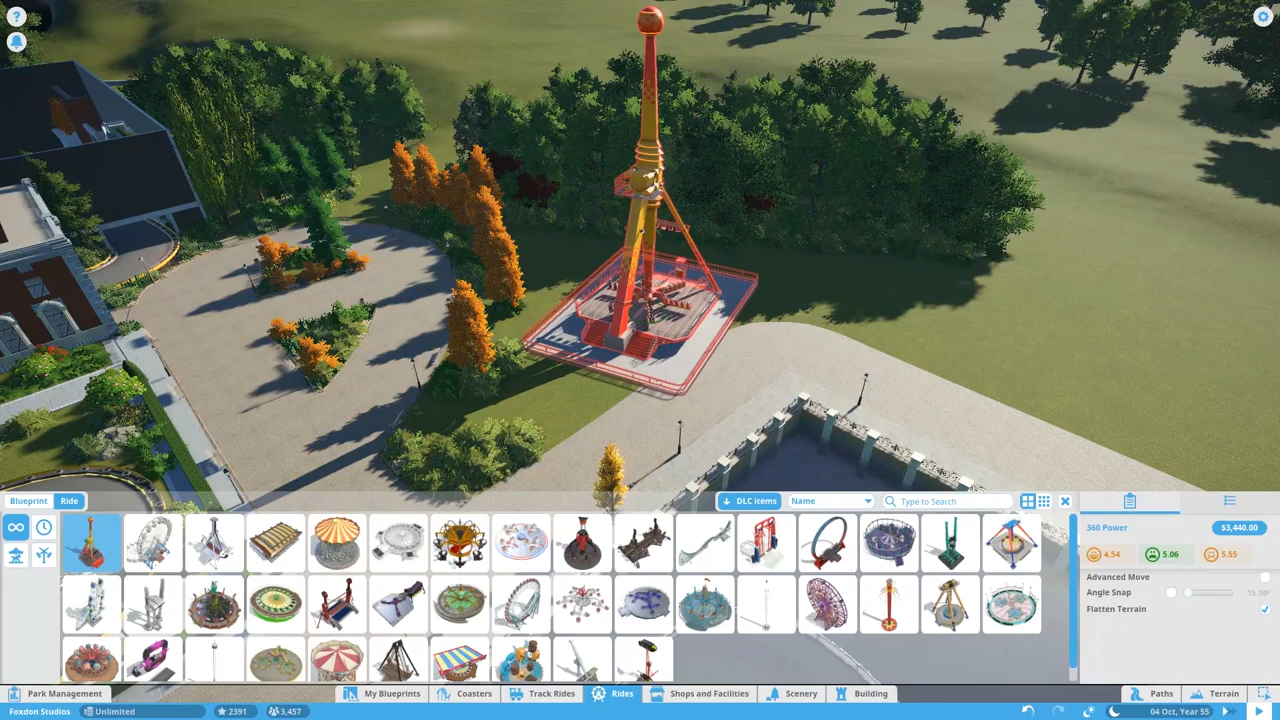 ?
Blueprint Ride
DLC items Name Type to Search
360 Power $3,440.00
4.54 5.06 5.55
Advanced Move
Angle Snap 15.00°
Flatten Terrain
Park Management My Blueprints Coasters Track Rides Rides Shops and Facilities Scenery Building Paths Terrain
Foxdon Studios Unlimited 2391 3,457 04 Oct, Year 55